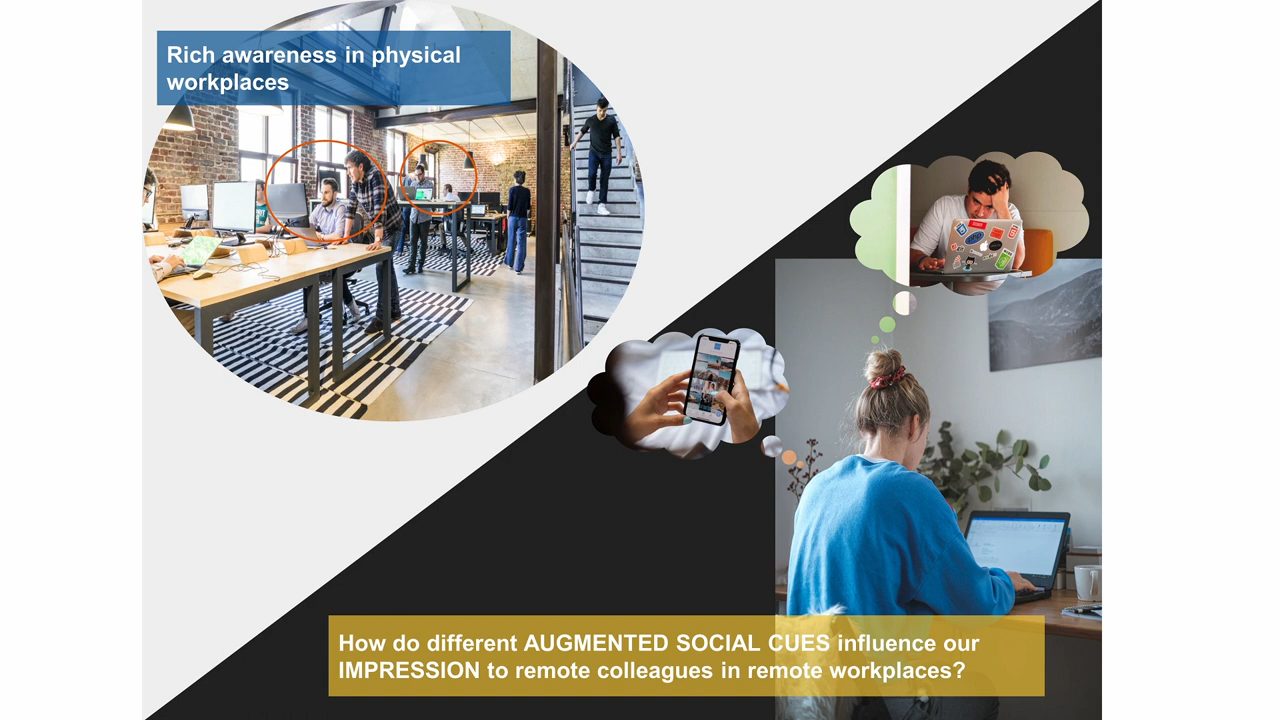 Rich awareness in physical
workplaces
How do different AUGMENTED SOCIAL CUES influence our
IMPRESSION to remote colleagues in remote workplaces?